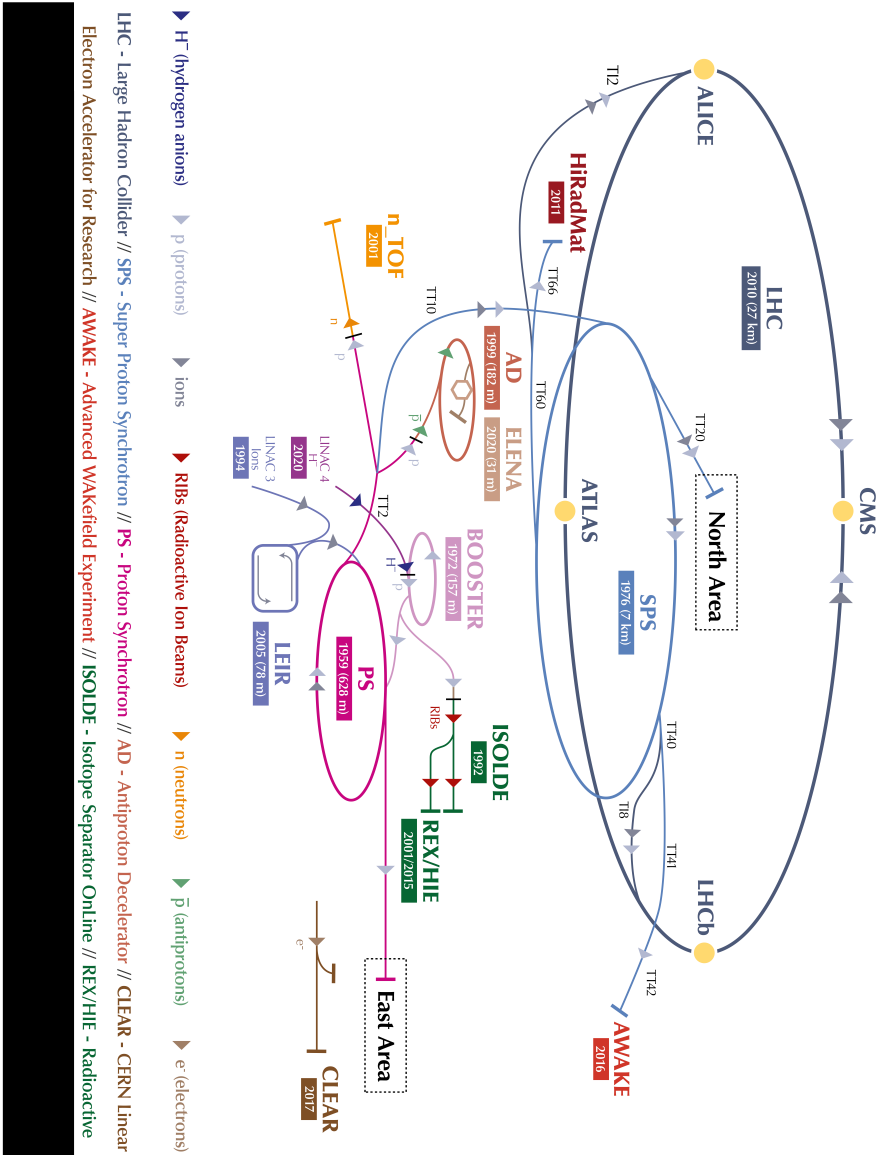 CMS
LHC
2010 (27 km)
North Area
ALICE
TT20
LHCb
TI2
SPS
1976 (7 km)
TT40
TT41
TI8
TT42
ATLAS
HiRadMat
2011
TT66
TT60
AWAKE
2016
AD
1999 (182 m)
ELENA
2020 (31 m)
ISOLDE
1992
TT10
BOOSTER
1972 (157 m)
RIBs
REX/HIE
2001/2015
p̄
p
n_TOF
2001
n
p
TT2
H⁻
p
East Area
LINAC 4
H⁻
2020
PS
1959 (628 m)
LINAC 3
Ions
1994
LEIR
2005 (78 m)
e⁻
CLEAR
2017
H⁻ (hydrogen anions)
p (protons)
ions
RIBs (Radioactive Ion Beams)
n (neutrons)
p̄ (antiprotons)
e⁻ (electrons)
LHC - Large Hadron Collider // SPS - Super Proton Synchrotron // PS - Proton Synchrotron // AD - Antiproton Decelerator // CLEAR - CERN Linear
Electron Accelerator for Research // AWAKE - Advanced WAKefield Experiment // ISOLDE - Isotope Separator OnLine // REX/HIE - Radioactive